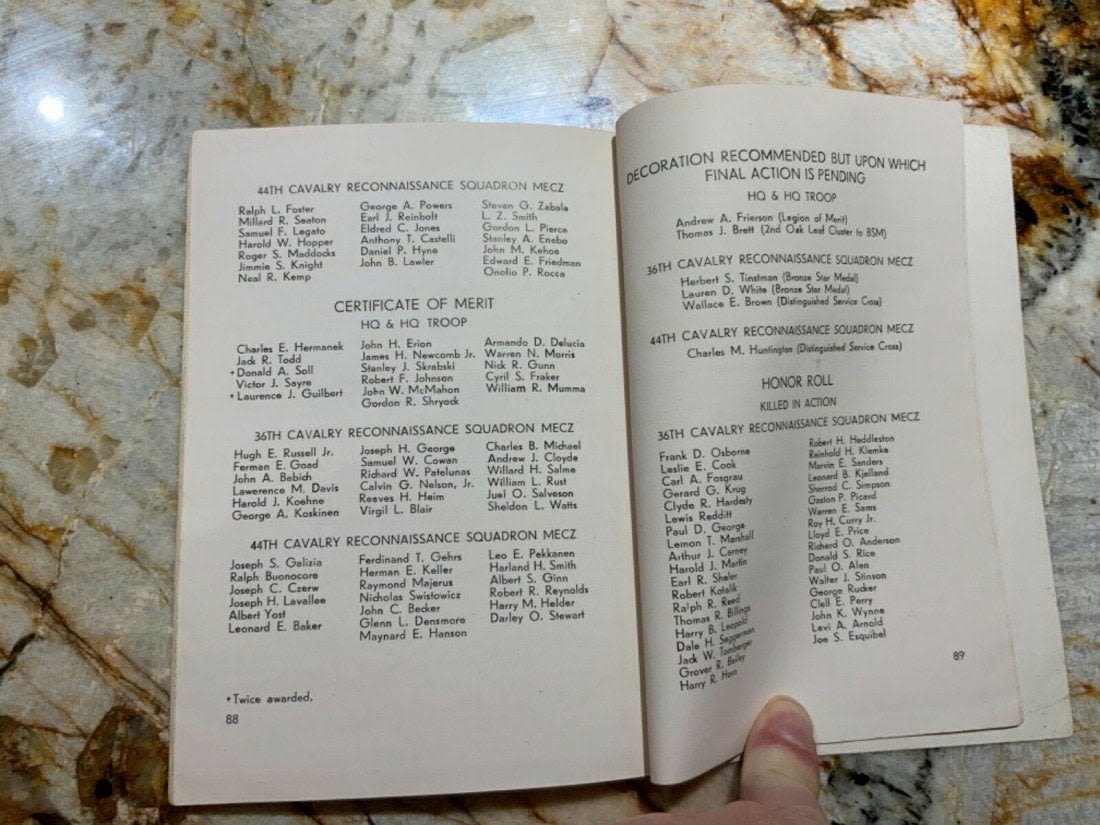 44TH CAVALRY RECONNAISSANCE SQUADRON MECZ
Ralph L. Foster
Millard R. Seaton
Samuel F. Legato
Harold W. Hopper
Roger S. Maddocks
Jimmie S. Knight
Neal R. Kemp
George A. Powers
Earl J. Reinbolt
Eldred C. Jones
Anthony T. Castelli
Daniel P. Hyne
John B. Lawler
Steven G. Zabala
L. Z. Smith
Gordon L. Pierce
Stanley A. Enebo
John M. Kehoe
Edward E. Friedman
Onofio P. Rocca
CERTIFICATE OF MERIT
HQ & HQ TROOP
Charles E. Hermanek
Jack R. Todd
+Donald A. Soll
Victor J. Sayre
+Laurence J. Guilbert
John H. Erion
James H. Newcomb Jr.
Stanley J. Skrabski
Robert F. Johnson
John W. McMahon
Gordon R. Shryock
Armando D. Delucia
Warren N. Morris
Nick R. Gunn
Cyril S. Fraker
William R. Mumma
36TH CAVALRY RECONNAISSANCE SQUADRON MECZ
Hugh E. Russell Jr.
Ferman E. Goad
John A. Babich
Lawerence M. Davis
Harold J. Koehne
George A. Koskinen
Joseph H. George
Samuel W. Cowan
Richard W. Patelunas
Calvin G. Nelson, Jr.
Reeves H. Heim
Virgil L. Blair
Charles B. Michael
Andrew J. Cloyde
Willard H. Salme
William L. Rust
Juel O. Salveson
Sheldon L. Watts
44TH CAVALRY RECONNAISSANCE SQUADRON MECZ
Joseph S. Galizia
Ralph Buonocore
Joseph C. Czerw
Joseph H. Lavallee
Albert Yost
Leonard E. Baker
Ferdinand T. Gehrs
Herman E. Keller
Raymond Majerus
Nicholas Swistowicz
John C. Becker
Glenn L. Densmore
Maynard E. Hanson
Leo E. Pekkanen
Harland H. Smith
Albert S. Ginn
Robert R. Reynolds
Harry M. Helder
Darley O. Stewart
+Twice awarded.
88
DECORATION RECOMMENDED BUT UPON WHICH
FINAL ACTION IS PENDING
HQ & HQ TROOP
Andrew A. Frierson (Legion of Merit)
Thomas J. Brett (2nd Oak Leaf Cluster to BSM)
36TH CAVALRY RECONNAISSANCE SQUADRON MECZ
Herbert S. Tinstman (Bronze Star Medal)
Lauren D. White (Bronze Star Medal)
Wallace E. Brown (Distinguished Service Cross)
44TH CAVALRY RECONNAISSANCE SQUADRON MECZ
Charles M. Huntington (Distinguished Service Cross)
HONOR ROLL
KILLED IN ACTION
36TH CAVALRY RECONNAISSANCE SQUADRON MECZ
Frank D. Osborne
Leslie E. Cook
Carl A. Fosgrau
Gerard G. Krug
Clyde R. Hardesty
Lewis Redditt
Paul D. George
Lemon T. Marshall
Arthur J. Carney
Harold J. Martin
Earl R. Sheler
Robert Kotalik
Ralph R. Reed
Thomas R. Billings
Harry B. Leopold
Dale H. Seggerman
Jack W. Tomberger
Grover R. Bailey
Harry R. Horn
Robert H. Heddleston
Reinhold H. Klemke
Marvin E. Sanders
Leonard B. Kjelland
Sherrod C. Simpson
Gaston P. Picard
Warren E. Sams
Roy H. Curry Jr.
Lloyd E. Price
Richard O. Anderson
Donald S. Rice
Paul O. Alen
Walter J. Stinson
George Rucker
Clell E. Perry
John K. Wynne
Levi A. Arnold
Joe S. Esquibel
89